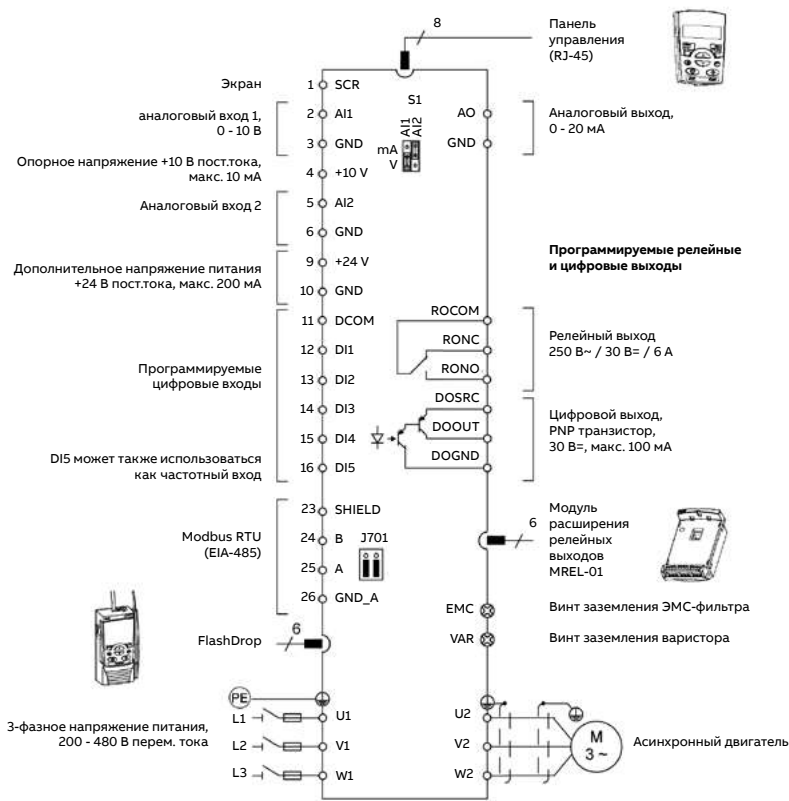 8
Панель
управления
(RJ-45)
Экран
1 SCR
S1
аналоговый вход 1,
0 - 10 В
2 AI1
AI1
AI2
AO
Аналоговый выход,
0 - 20 мА
3 GND
mA
V
GND
Опорное напряжение +10 В пост.тока,
макс. 10 мА
4 +10 V
Аналоговый вход 2
5 AI2
6 GND
Программируемые релейные
и цифровые выходы
Дополнительное напряжение питания
+24 В пост.тока, макс. 200 мА
9 +24 V
10 GND
11 DCOM
ROCOM
Программируемые
цифровые входы
12 DI1
RONC
Релейный выход
250 В~ / 30 В= / 6 А
13 DI2
RONO
14 DI3
DOSRC
Цифровой выход,
PNP транзистор,
30 В=, макс. 100 мА
15 DI4
DOOUT
DI5 может также использоваться
как частотный вход
16 DI5
DOGND
23 SHIELD
Modbus RTU
(EIA-485)
24 B
J701
6
Модуль
расширения
релейных
выходов
MREL-01
25 A
26 GND_A
EMC
Винт заземления ЭМС-фильтра
FlashDrop
6
VAR
Винт заземления варистора
PE
3-фазное напряжение питания,
200 - 480 В перем. тока
L1
U1
U2
L2
V1
V2
M
3 ~
Асинхронный двигатель
L3
W1
W2